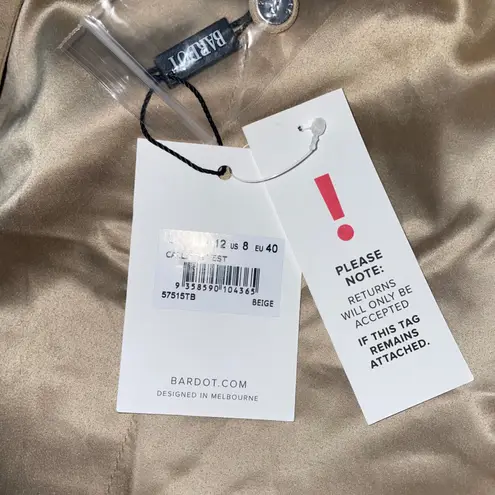 BARDOT
12 US 8 EU 40
9 358590 104365
57515TB
BEIGE
BARDOT.COM
DESIGNED IN MELBOURNE
!
PLEASE
NOTE:
RETURNS
WILL ONLY BE
ACCEPTED
IF THIS TAG
REMAINS
ATTACHED.